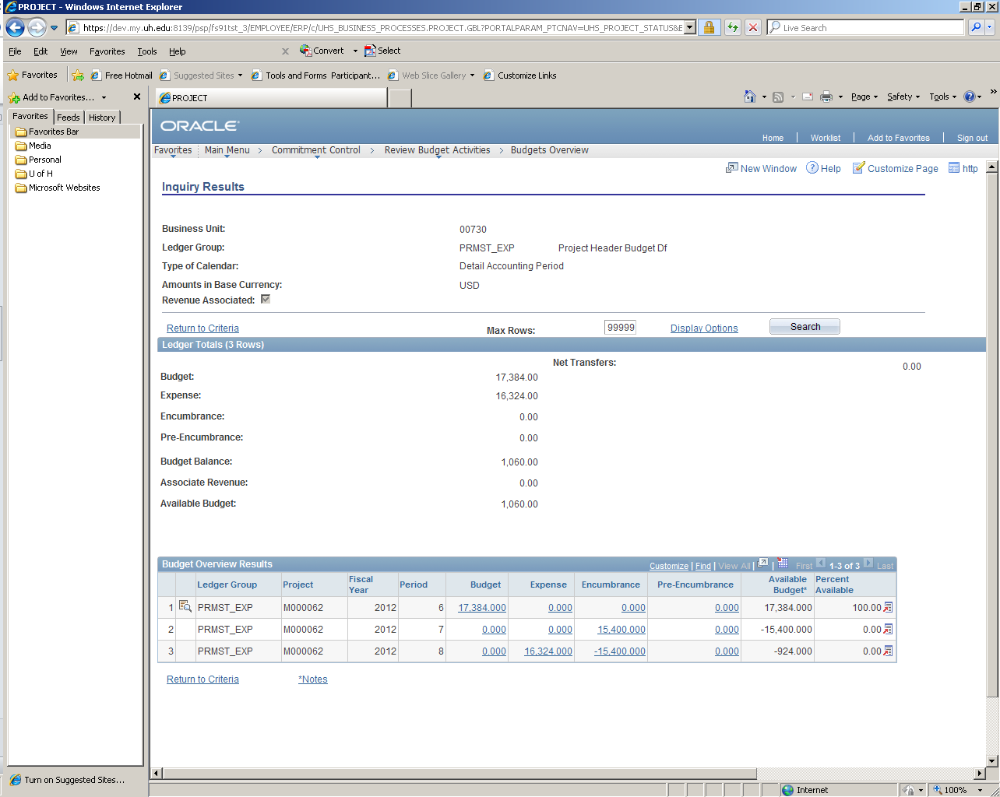 PROJECT - Windows Internet Explorer
https://dev.my.uh.edu:8139/psp/fs91tst_3/EMPLOYEE/ERP/c/UHS_BUSINESS_PROCESSES.PROJECT.GBL?PORTALPARAM_PTCNAV=UHS_PROJECT_STATUS&E
Live Search
File Edit View Favorites Tools Help
x Convert Select
Favorites Free Hotmail Suggested Sites Tools and Forms Participant... Web Slice Gallery Customize Links
Add to Favorites... PROJECT Page Safety Tools
Favorites Feeds History
Favorites Bar
Media
Personal
U of H
Microsoft Websites
ORACLE
Home Worklist Add to Favorites Sign out
Favorites Main Menu > Commitment Control > Review Budget Activities > Budgets Overview
New Window Help Customize Page http
Inquiry Results
Business Unit: 00730
Ledger Group: PRMST_EXP Project Header Budget Df
Type of Calendar: Detail Accounting Period
Amounts in Base Currency: USD
Revenue Associated:
Return to Criteria Max Rows: 99999 Display Options Search
Ledger Totals (3 Rows)
Net Transfers: 0.00
Budget: 17,384.00
Expense: 16,324.00
Encumbrance: 0.00
Pre-Encumbrance: 0.00
Budget Balance: 1,060.00
Associate Revenue: 0.00
Available Budget: 1,060.00
Budget Overview Results Customize | Find | View All | | First 1-3 of 3 Last
Ledger Group Project Fiscal Year Period Budget Expense Encumbrance Pre-Encumbrance Available Budget* Percent Available
1 PRMST_EXP M000062 2012 6 17,384.000 0.000 0.000 0.000 17,384.000 100.00
2 PRMST_EXP M000062 2012 7 0.000 0.000 15,400.000 0.000 -15,400.000 0.00
3 PRMST_EXP M000062 2012 8 0.000 16,324.000 -15,400.000 0.000 -924.000 0.00
Return to Criteria *Notes
Turn on Suggested Sites...
Internet 100%